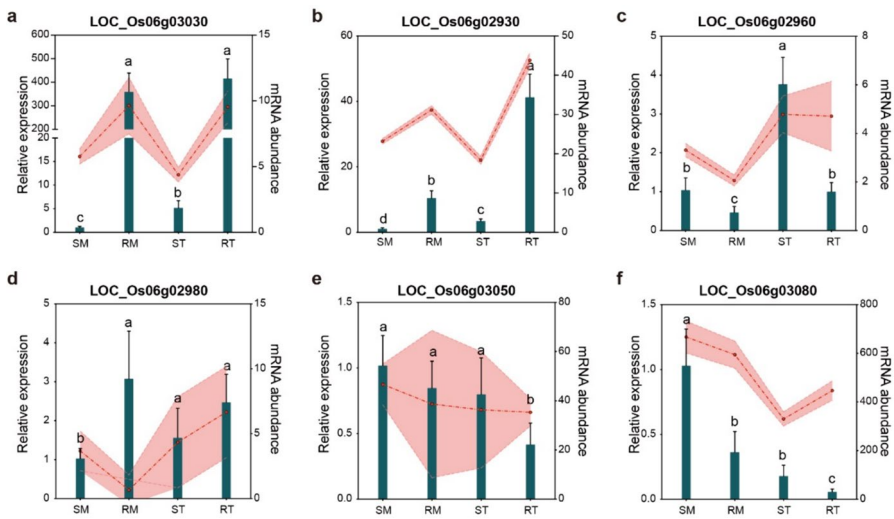 a
LOC_Os06g03030
Relative expression
600
500
400
300
200
20
15
10
5
0
a
a
c
b
15
10
5
0
mRNA abundance
SM RM ST RT
b
LOC_Os06g02930
Relative expression
60
40
20
0
d
b
c
a
50
40
30
20
10
0
mRNA abundance
SM RM ST RT
c
LOC_Os06g02960
Relative expression
5
4
3
2
1
0
b
c
a
b
8
6
4
2
0
mRNA abundance
SM RM ST RT
d
LOC_Os06g02980
Relative expression
5
4
3
2
1
0
b
a
a
a
15
10
5
0
mRNA abundance
SM RM ST RT
e
LOC_Os06g03050
Relative expression
1.5
1.0
0.5
0.0
a
a
a
b
80
60
40
20
0
mRNA abundance
SM RM ST RT
f
LOC_Os06g03080
Relative expression
1.5
1.0
0.5
0.0
a
b
b
c
800
600
400
200
0
mRNA abundance
SM RM ST RT